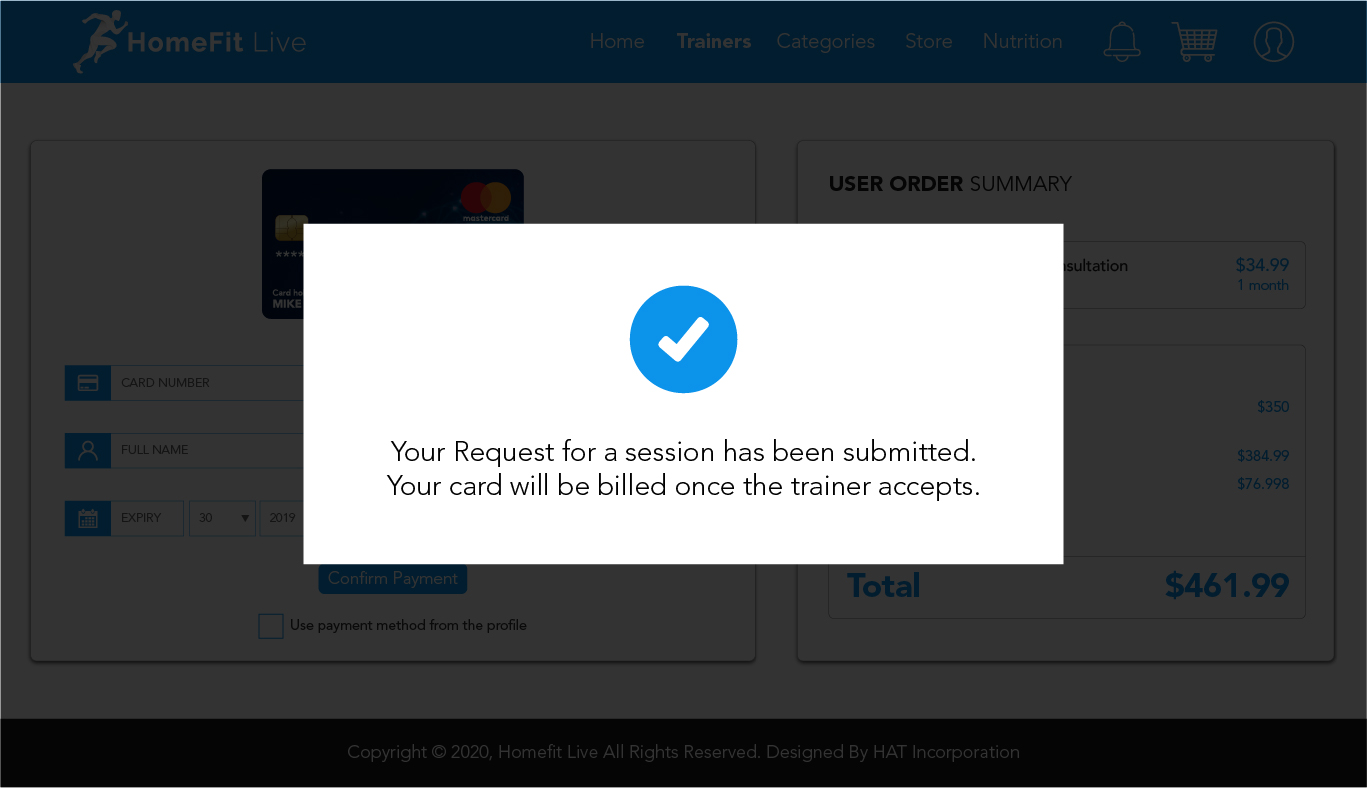 HomeFit Live
Home Trainers Categories Store Nutrition
mastercard
****
Card
MIKE
CARD NUMBER
FULL NAME
EXPIRY 30 2019
Confirm Payment
Use payment method from the profile
USER ORDER SUMMARY
$34.99
1 month
$350
$384.99
$76.998
Total $461.99
Your Request for a session has been submitted.
Your card will be billed once the trainer accepts.
Copyright © 2020, Homefit Live All Rights Reserved. Designed By HAT Incorporation